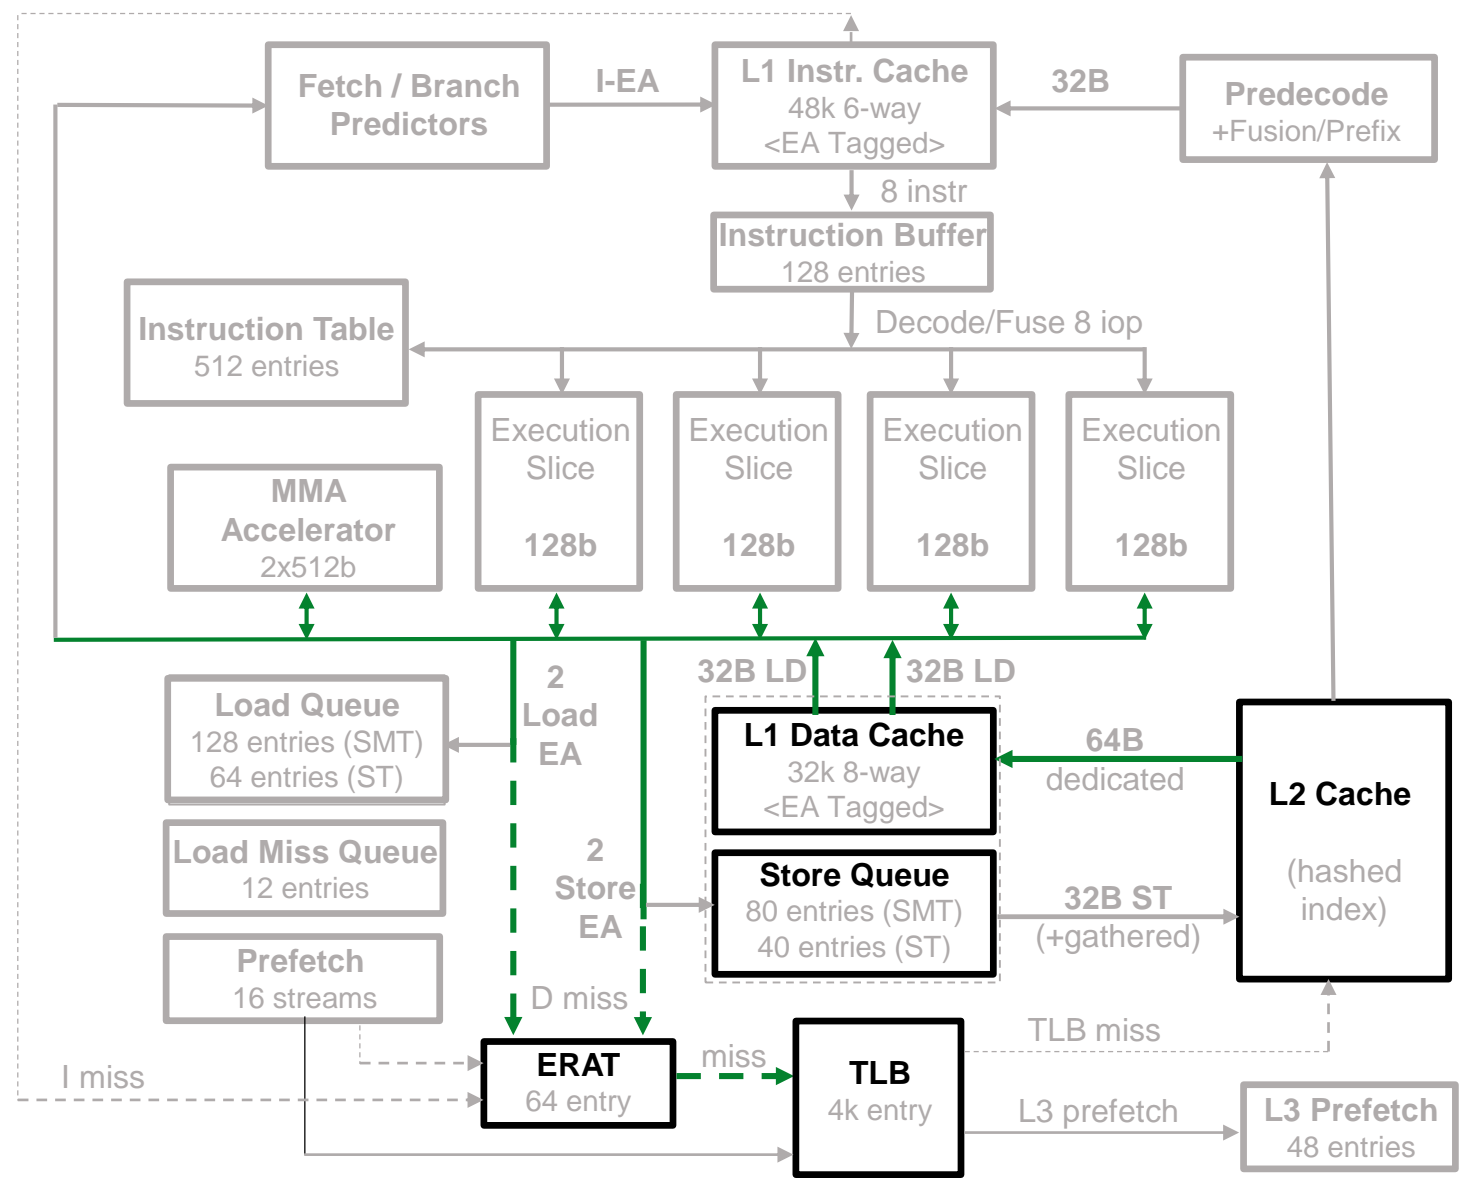 Fetch / Branch
Predictors
I-EA
L1 Instr. Cache
48k 6-way
<EA Tagged>
32B
Predecode
+Fusion/Prefix
8 instr
Instruction Buffer
128 entries
Decode/Fuse 8 iop
Instruction Table
512 entries
Execution
Slice
128b
Execution
Slice
128b
Execution
Slice
128b
Execution
Slice
128b
MMA
Accelerator
2x512b
32B LD
32B LD
2
Load
EA
Load Queue
128 entries (SMT)
64 entries (ST)
L1 Data Cache
32k 8-way
<EA Tagged>
64B
dedicated
L2 Cache
(hashed
index)
Load Miss Queue
12 entries
2
Store
EA
Store Queue
80 entries (SMT)
40 entries (ST)
32B ST
(+gathered)
Prefetch
16 streams
D miss
I miss
ERAT
64 entry
miss
TLB
4k entry
TLB miss
L3 prefetch
L3 Prefetch
48 entries